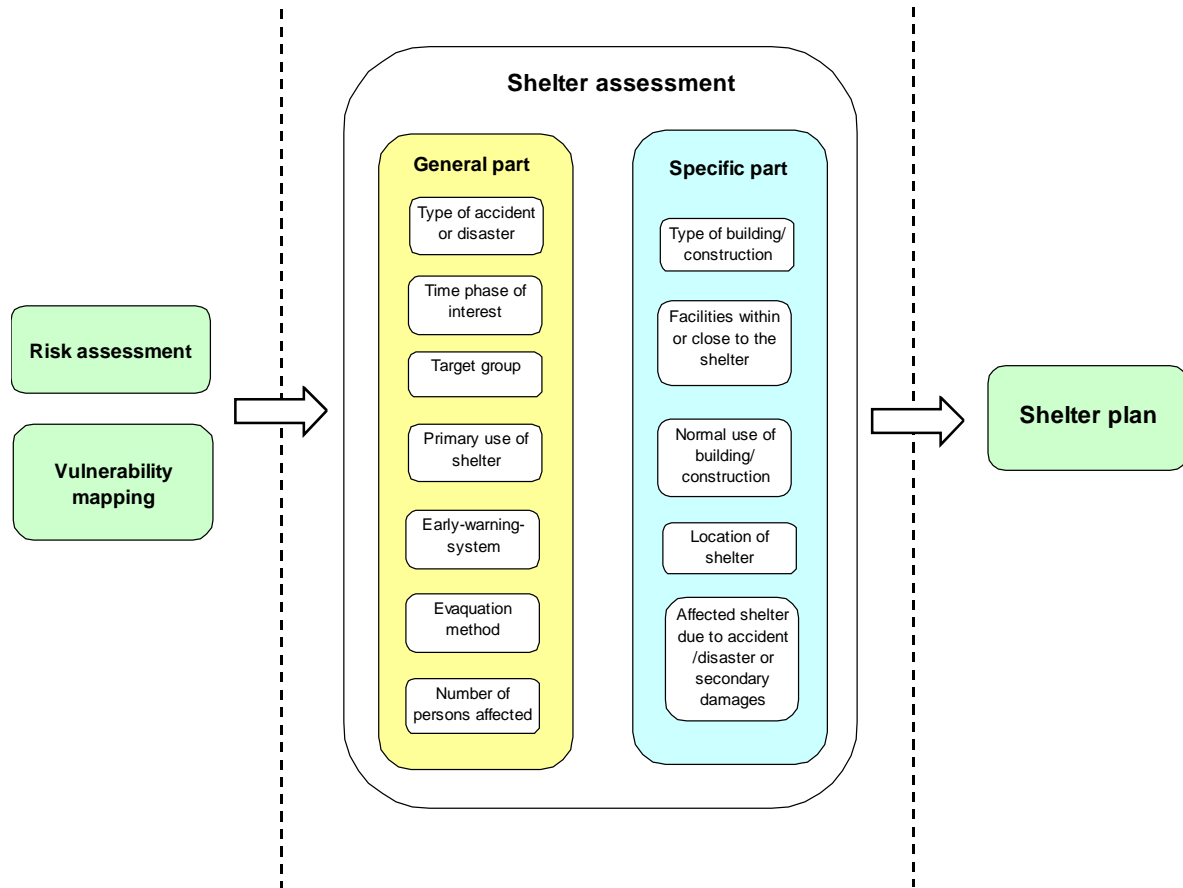 Shelter assessment
General part
Type of accident
or disaster
Time phase of
interest
Target group
Primary use of
shelter
Early-warning-
system
Evaquation
method
Number of
persons affected
Specific part
Type of building/
construction
Facilities within
or close to the
shelter
Normal use of
building/
construction
Location of
shelter
Affected shelter
due to accident
/disaster or
secondary
damages
Risk assessment
Vulnerability
mapping
Shelter plan